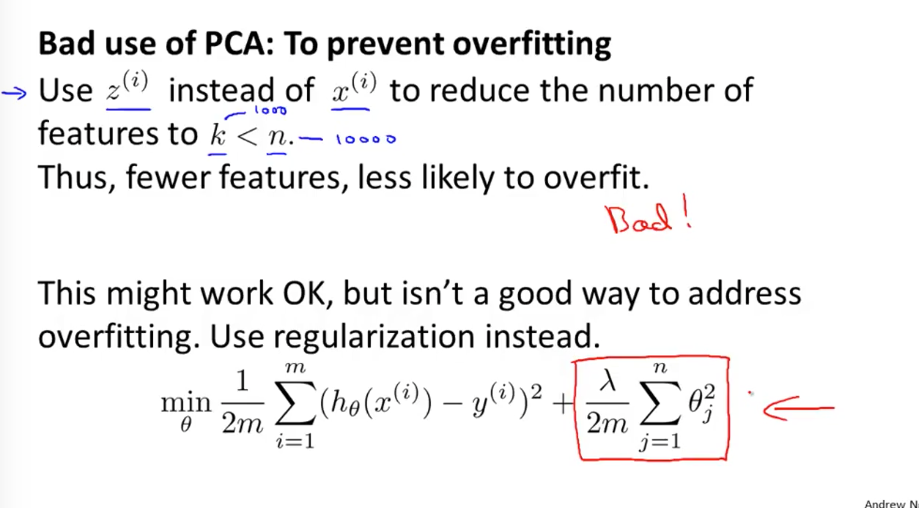 Bad use of PCA: To prevent overfitting
→ Use z^{(i)} instead of x^{(i)} to reduce the number of
1000
features to k < n. — 10000
Thus, fewer features, less likely to overfit.
Bad!
This might work OK, but isn't a good way to address
overfitting. Use regularization instead.
\min_{\theta} \frac{1}{2m} \sum_{i=1}^{m} (h_{\theta}(x^{(i)}) - y^{(i)})^2 + \frac{\lambda}{2m} \sum_{j=1}^{n} \theta_j^2 ←
Andrew N